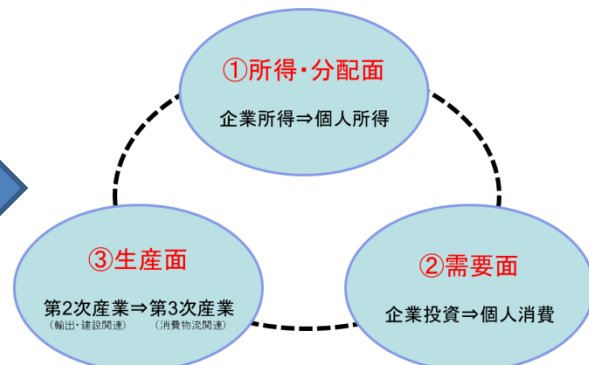 ①所得・分配面
企業所得⇒個人所得
③生産面
第2次産業⇒第3次産業
（輸出・建設関連） （消費物流関連）
②需要面
企業投資⇒個人消費